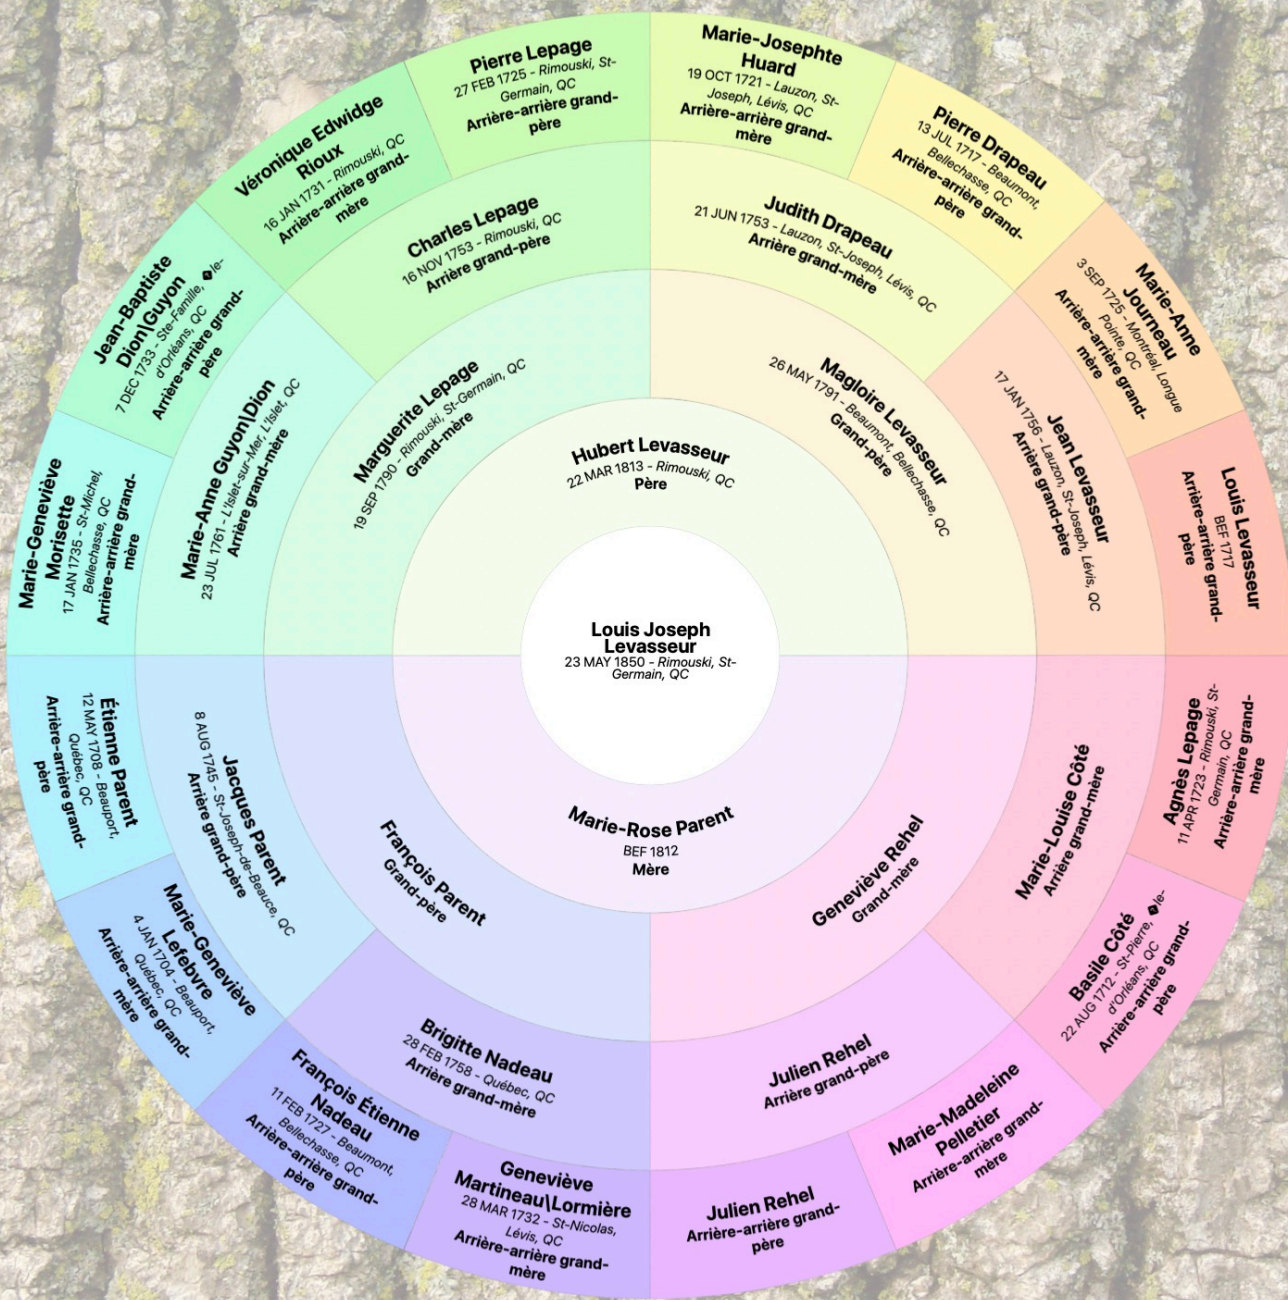 Louis Joseph
Levasseur
23 MAY 1850 - Rimouski, St-
Germain, QC
Hubert Levasseur
22 MAR 1813 - Rimouski, QC
Père
Marie-Rose Parent
BEF 1812
Mère
Marguerite Lepage
19 SEP 1790 - Rimouski, St-Germain, QC
Grand-mère
Magloire Levasseur
26 MAY 1791 - Beaumont, Bellechasse, QC
Grand-père
Geneviève Rehel
Grand-mère
François Parent
Grand-père
Marie-Anne Guyon\Dion
23 JUL 1761 - L'Islet-sur-Mer, L'Islet, QC
Arrière grand-mère
Charles Lepage
16 NOV 1753 - Rimouski, QC
Arrière grand-père
Judith Drapeau
21 JUN 1753 - Lauzon, St-Joseph, Lévis, QC
Arrière grand-mère
Jean Levasseur
17 JAN 1756 - Lauzon, St-Joseph, Lévis, QC
Arrière grand-père
Marie-Louise Côté
Arrière grand-mère
Julien Rehel
Arrière grand-père
Brigitte Nadeau
28 FEB 1758 - Québec, QC
Arrière grand-mère
Jacques Parent
8 AUG 1745 - St-Joseph-de-Beauce, QC
Arrière grand-père
Marie-Geneviève
Morisette
17 JAN 1735 - St-Michel,
Bellechasse, QC
Arrière-arrière grand-
mère
Jean-Baptiste
Dion\Guyon
7 DEC 1733 - Ste-Famille, �le-
d'Orléans, QC
Arrière-arrière grand-
père
Véronique Edwidge
Rioux
16 JAN 1731 - Rimouski, QC
Arrière-arrière grand-
mère
Pierre Lepage
27 FEB 1725 - Rimouski, St-
Germain, QC
Arrière-arrière grand-
père
Marie-Josephte
Huard
19 OCT 1721 - Lauzon, St-
Joseph, Lévis, QC
Arrière-arrière grand-
mère
Pierre Drapeau
13 JUL 1717 - Beaumont,
Bellechasse, QC
Arrière-arrière grand-
père
Marie-Anne
Journeau
3 SEP 1725 - Montréal, Longue
Pointe, QC
Arrière-arrière grand-
mère
Louis Levasseur
BEF 1717
Arrière-arrière grand-
père
Agnès Lepage
11 APR 1723 - Rimouski, St-
Germain, QC
Arrière-arrière grand-
mère
Basile Côté
22 AUG 1712 - St-Pierre, �le-
d'Orléans, QC
Arrière-arrière grand-
père
Marie-Madeleine
Pelletier
Arrière-arrière grand-
mère
Julien Rehel
Arrière-arrière grand-
père
Geneviève
Martineau\Lormière
28 MAR 1732 - St-Nicolas,
Lévis, QC
Arrière-arrière grand-
mère
François Étienne
Nadeau
11 FEB 1727 - Beaumont,
Bellechasse, QC
Arrière-arrière grand-
père
Marie-Geneviève
Lefebvre
4 JAN 1704 - Beauport,
Québec, QC
Arrière-arrière grand-
mère
Étienne Parent
12 MAY 1708 - Beauport,
Québec, QC
Arrière-arrière grand-
père